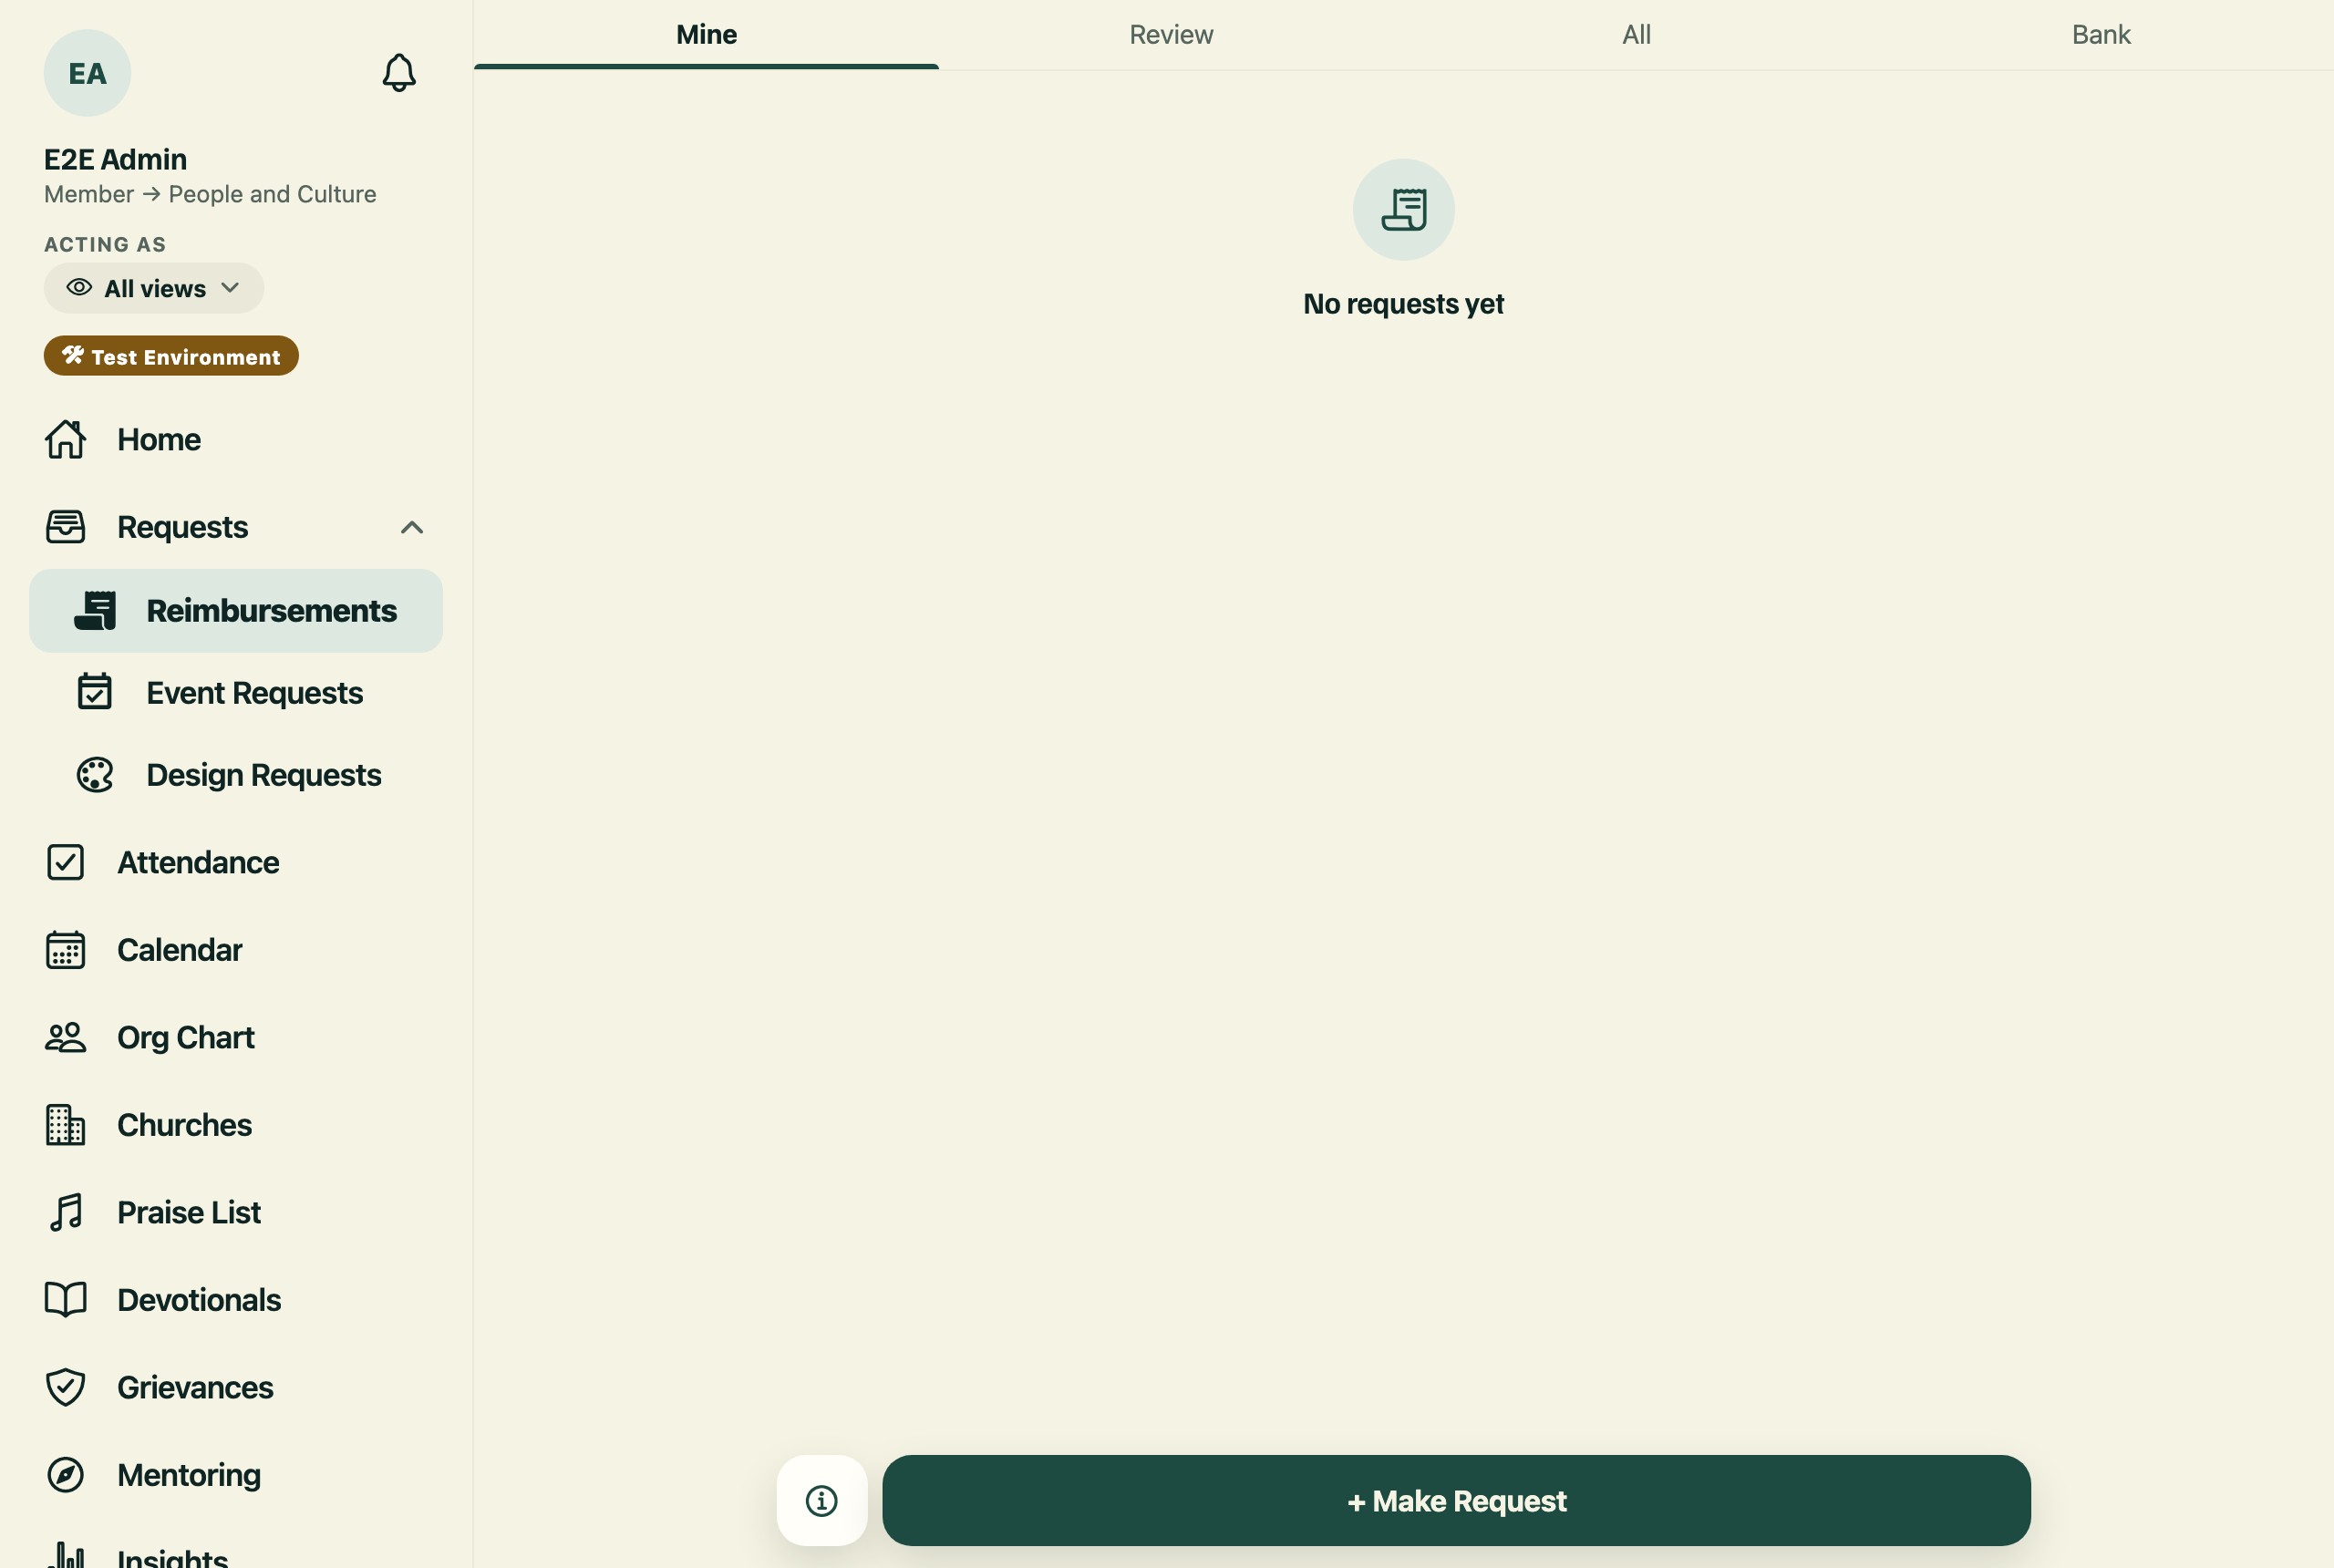 EA
E2E Admin
Member → People and Culture
ACTING AS
All views
Test Environment
Home
Requests
Reimbursements
Event Requests
Design Requests
Attendance
Calendar
Org Chart
Churches
Praise List
Devotionals
Grievances
Mentoring
Insights
Mine
Review
All
Bank
No requests yet
+ Make Request